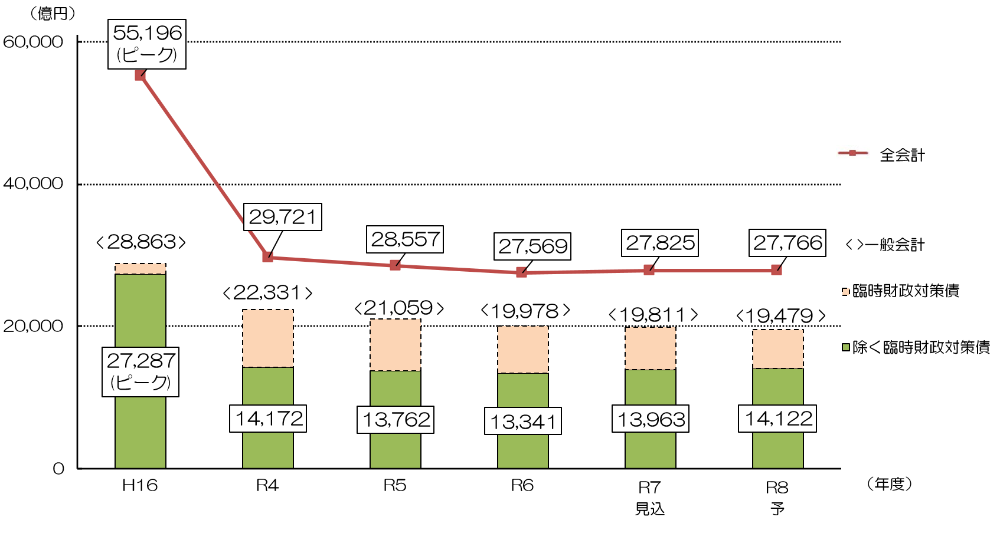 （億円）
60,000
55,196
(ピーク)
40,000
全会計
29,721
28,557
27,569
27,825
27,766
<28,863>
<22,331>
<21,059>
<19,978>
<19,811>
<19,479>
<>一般会計
臨時財政対策債
除く臨時財政対策債
20,000
27,287
(ピーク)
14,172
13,762
13,341
13,963
14,122
0
H16
R4
R5
R6
R7
見込
R8
予
（年度）